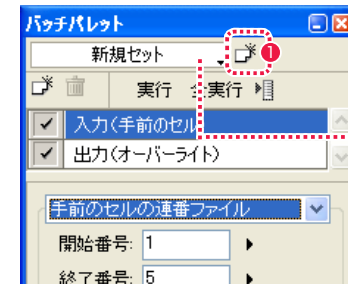 バッチパレット
新規セット
1
実行 全実行
入力(手前のセル
出力(オーバーライト)
手前のセルの連番ファイル
開始番号: 1
終了番号: 5